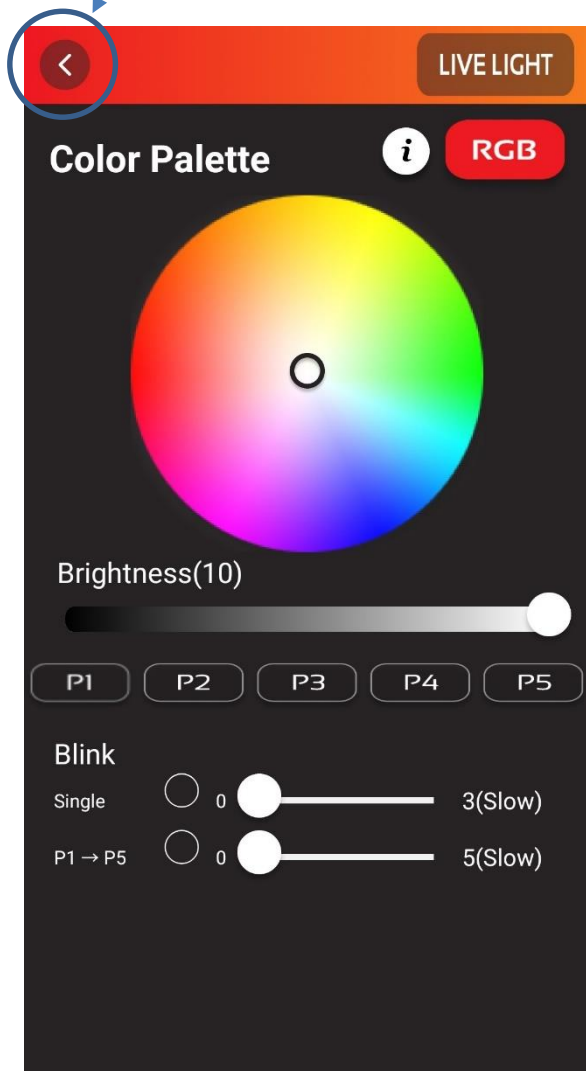 LIVE LIGHT
Color Palette i RGB
Brightness(10)
P1 P2 P3 P4 P5
Blink
Single 0 3(Slow)
P1 → P5 0 5(Slow)